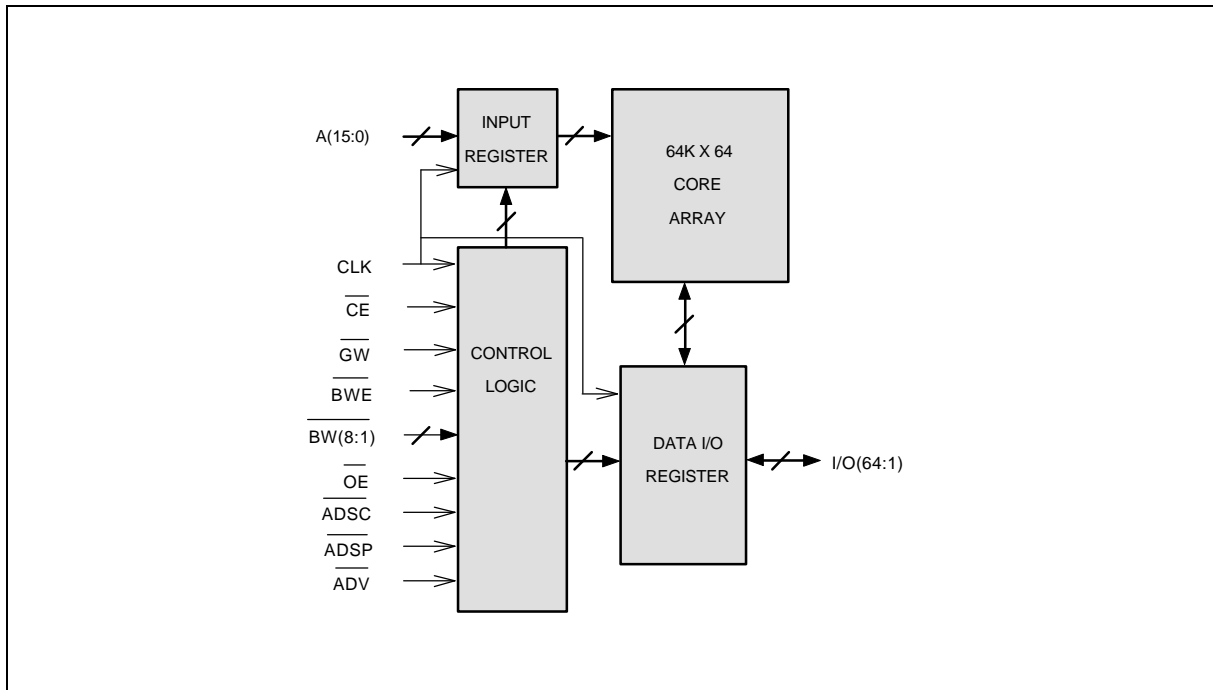 A(15:0)
INPUT
REGISTER
64K X 64
CORE
ARRAY
CLK
CE
GW
BWE
BW(8:1)
OE
ADSC
ADSP
ADV
CONTROL
LOGIC
DATA I/O
REGISTER
I/O(64:1)